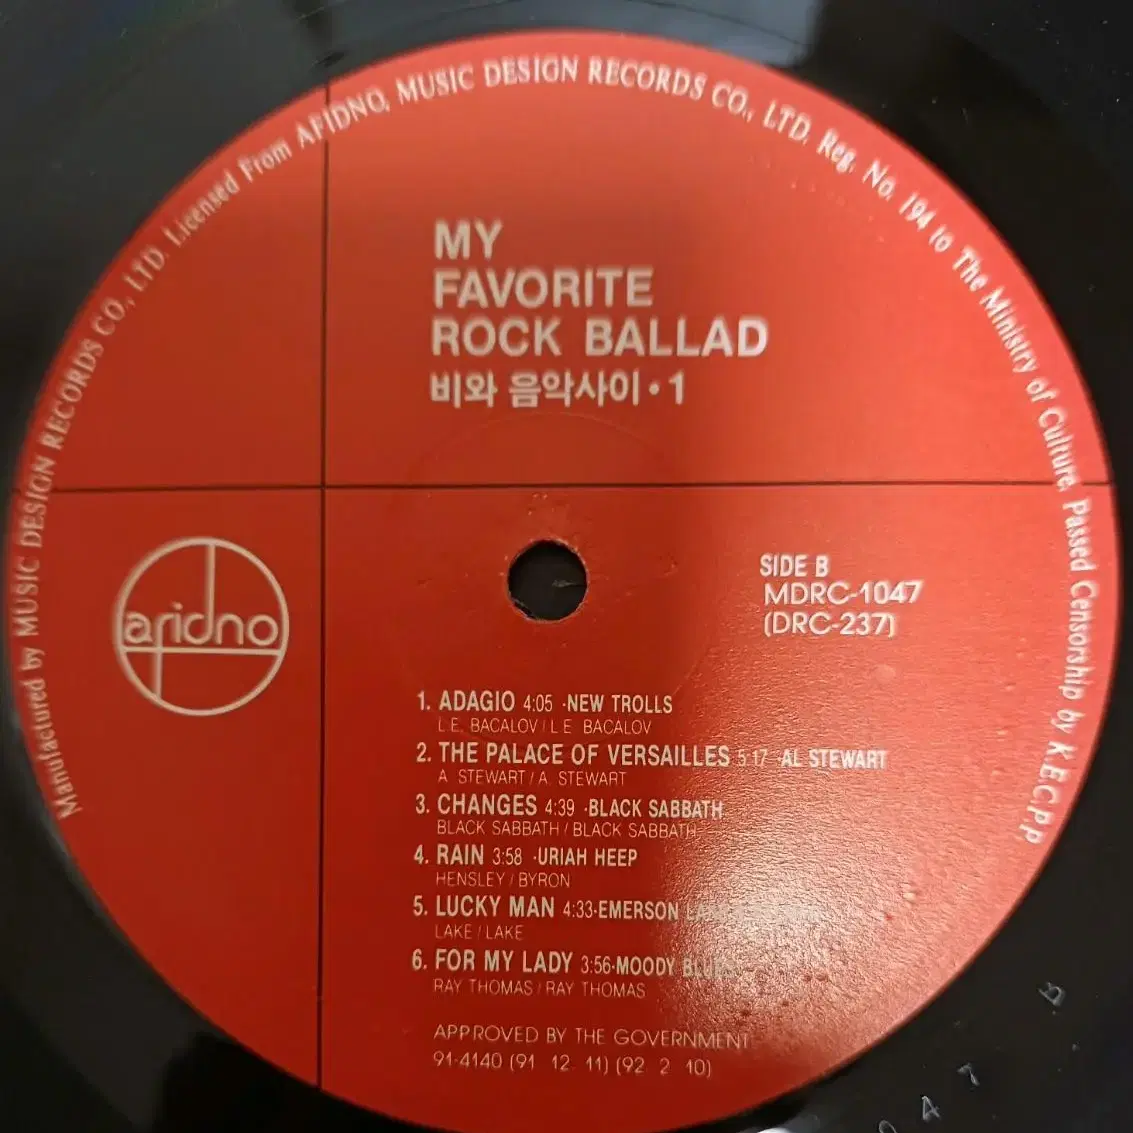 Manufactured by MUSIC DESIGN RECORDS CO., LTD. Licensed From AFIDNO, MUSIC DESIGN RECORDS CO., LTD. Reg. No. 194 to The Ministry of Culture, Passed Censorship by K.E.C.P.P
MY
FAVORITE
ROCK BALLAD
비와 음악사이 • 1
afidno
SIDE B
MDRC-1047
(DRC-237)
1. ADAGIO 4:05 ·NEW TROLLS
L.E. BACALOV / L.E. BACALOV
2. THE PALACE OF VERSAILLES 5:17 ·AL STEWART
A. STEWART / A. STEWART
3. CHANGES 4:39 ·BLACK SABBATH
BLACK SABBATH / BLACK SABBATH
4. RAIN 3:58 ·URIAH HEEP
HENSLEY / BYRON
5. LUCKY MAN 4:33·EMERSON
LAKE / LAKE
6. FOR MY LADY 3:56·MOODY
RAY THOMAS / RAY THOMAS
APPROVED BY THE GOVERNMENT
91-4140 (91. 12. 11) (92. 2. 10)